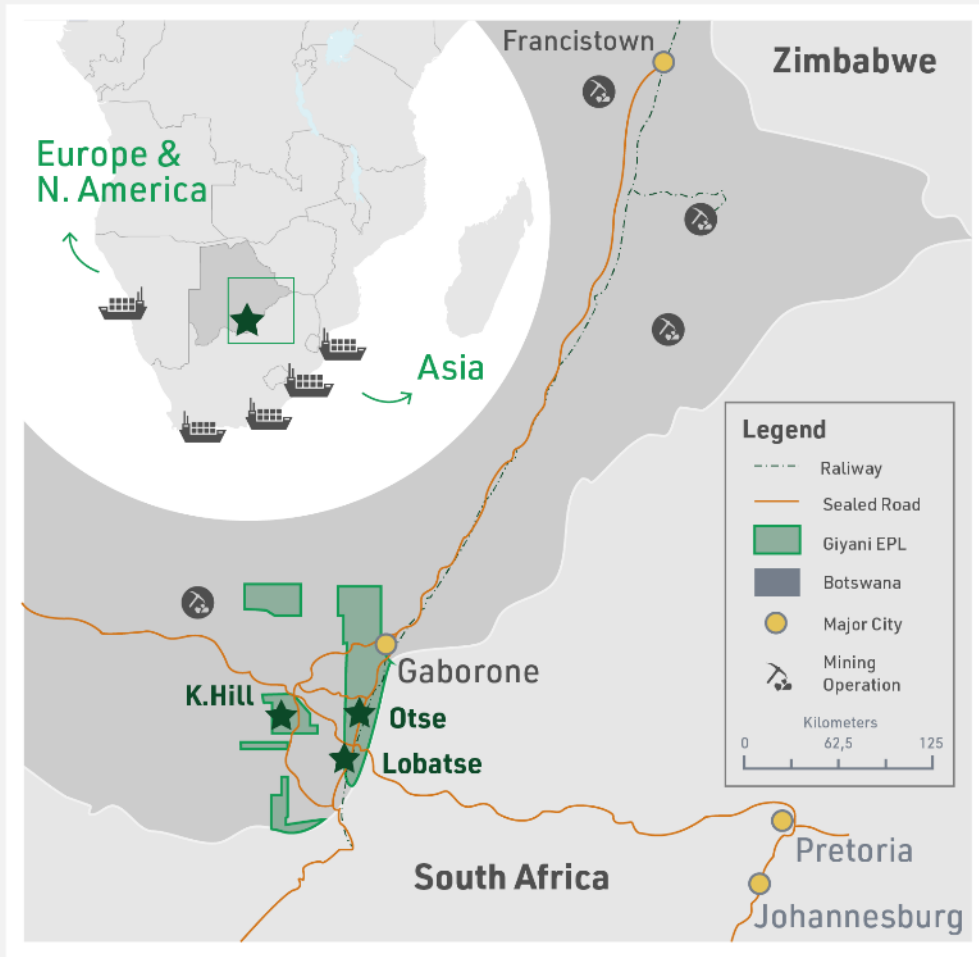 Francistown
Zimbabwe
Europe &
N. America
Asia
Legend
Raliway
Sealed Road
Giyani EPL
Botswana
Major City
Mining
Operation
Kilometers
0 62,5 125
Gaborone
K.Hill
Otse
Lobatse
South Africa
Pretoria
Johannesburg